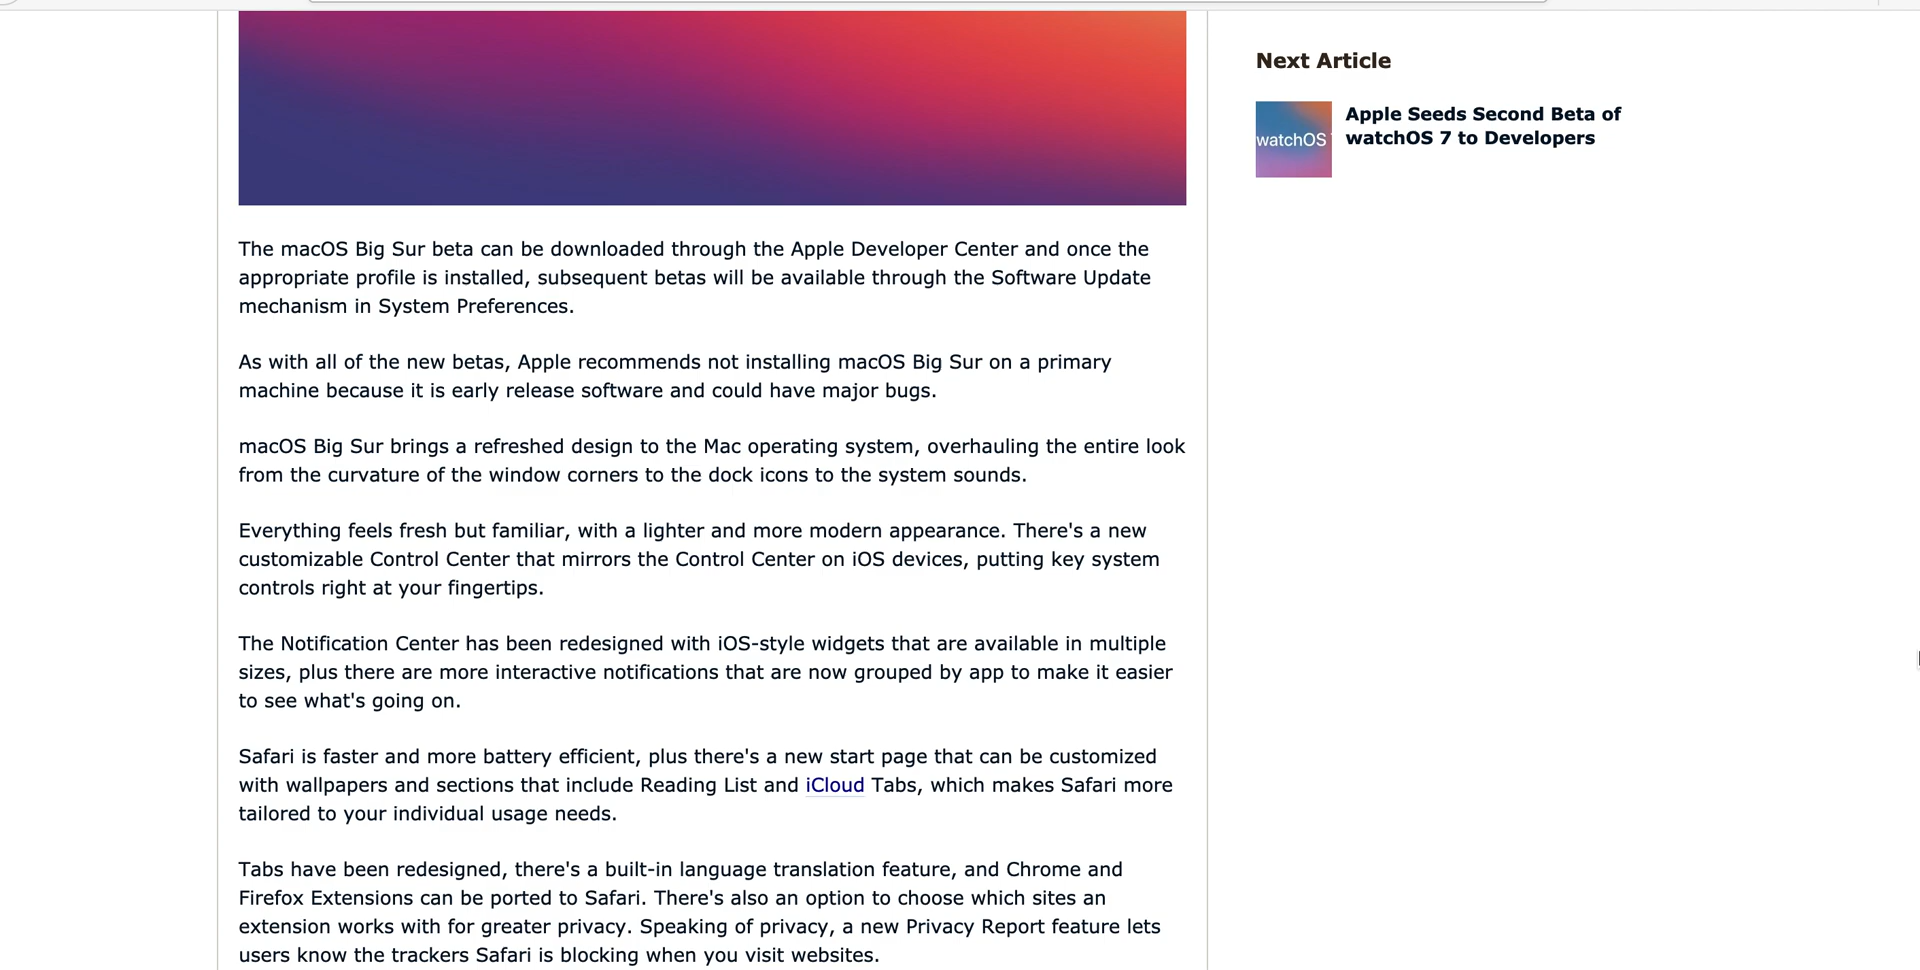 The macOS Big Sur beta can be downloaded through the Apple Developer Center and once the
appropriate profile is installed, subsequent betas will be available through the Software Update
mechanism in System Preferences.
As with all of the new betas, Apple recommends not installing macOS Big Sur on a primary
machine because it is early release software and could have major bugs.
macOS Big Sur brings a refreshed design to the Mac operating system, overhauling the entire look
from the curvature of the window corners to the dock icons to the system sounds.
Everything feels fresh but familiar, with a lighter and more modern appearance. There's a new
customizable Control Center that mirrors the Control Center on iOS devices, putting key system
controls right at your fingertips.
The Notification Center has been redesigned with iOS-style widgets that are available in multiple
sizes, plus there are more interactive notifications that are now grouped by app to make it easier
to see what's going on.
Safari is faster and more battery efficient, plus there's a new start page that can be customized
with wallpapers and sections that include Reading List and iCloud Tabs, which makes Safari more
tailored to your individual usage needs.
Tabs have been redesigned, there's a built-in language translation feature, and Chrome and
Firefox Extensions can be ported to Safari. There's also an option to choose which sites an
extension works with for greater privacy. Speaking of privacy, a new Privacy Report feature lets
users know the trackers Safari is blocking when you visit websites.
Next Article
watchOS
Apple Seeds Second Beta of
watchOS 7 to Developers